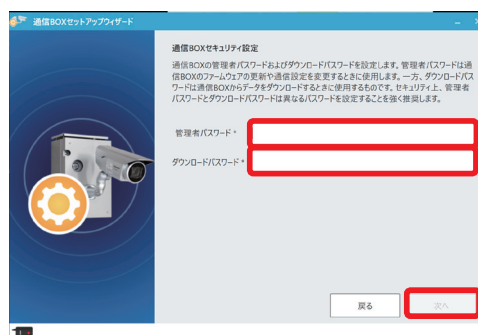 通信BOXセットアップウィザード
通信BOXセキュリティ設定
通信BOXの管理者パスワードおよびダウンロードパスワードを設定します。管理者パスワードは通
信BOXのファームウェアの更新や通信設定を変更するときに使用します。一方、ダウンロードパス
ワードは通信BOXからデータをダウンロードするときに使用するものです。セキュリティ上、管理者
パスワードとダウンロードパスワードは異なるパスワードを設定することを強く推奨します。
管理者パスワード *
ダウンロードパスワード *
戻る
次へ